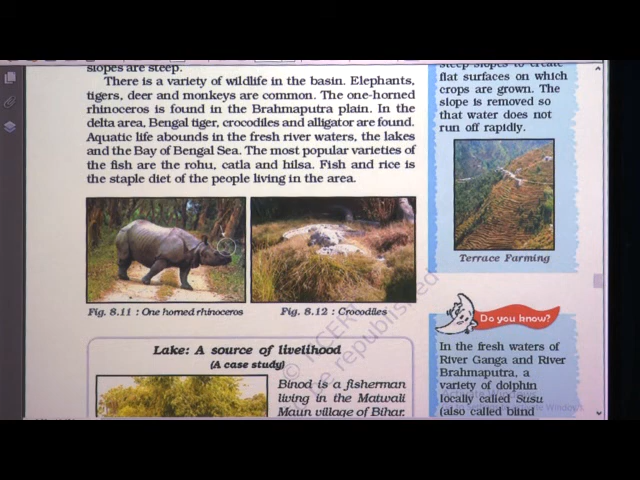 slopes are steep.
There is a variety of wildlife in the basin. Elephants,
tigers, deer and monkeys are common. The one-horned
rhinoceros is found in the Brahmaputra plain. In the
delta area, Bengal tiger, crocodiles and alligator are found.
Aquatic life abounds in the fresh river waters, the lakes
and the Bay of Bengal Sea. The most popular varieties of
the fish are the rohu, catla and hilsa. Fish and rice is
the staple diet of the people living in the area.
Fig. 8.11 : One horned rhinoceros
Fig. 8.12 : Crocodiles
Lake: A source of livelihood
(A case study)
Binod is a fisherman
living in the Matwali
Maun village of Bihar.
steep slopes to create
flat surfaces on which
crops are grown. The
slope is removed so
that water does not
run off rapidly.
Terrace Farming
Do you know?
In the fresh waters of
River Ganga and River
Brahmaputra, a
variety of dolphin
locally called Susu
(also called blind
© NCERT
be republished